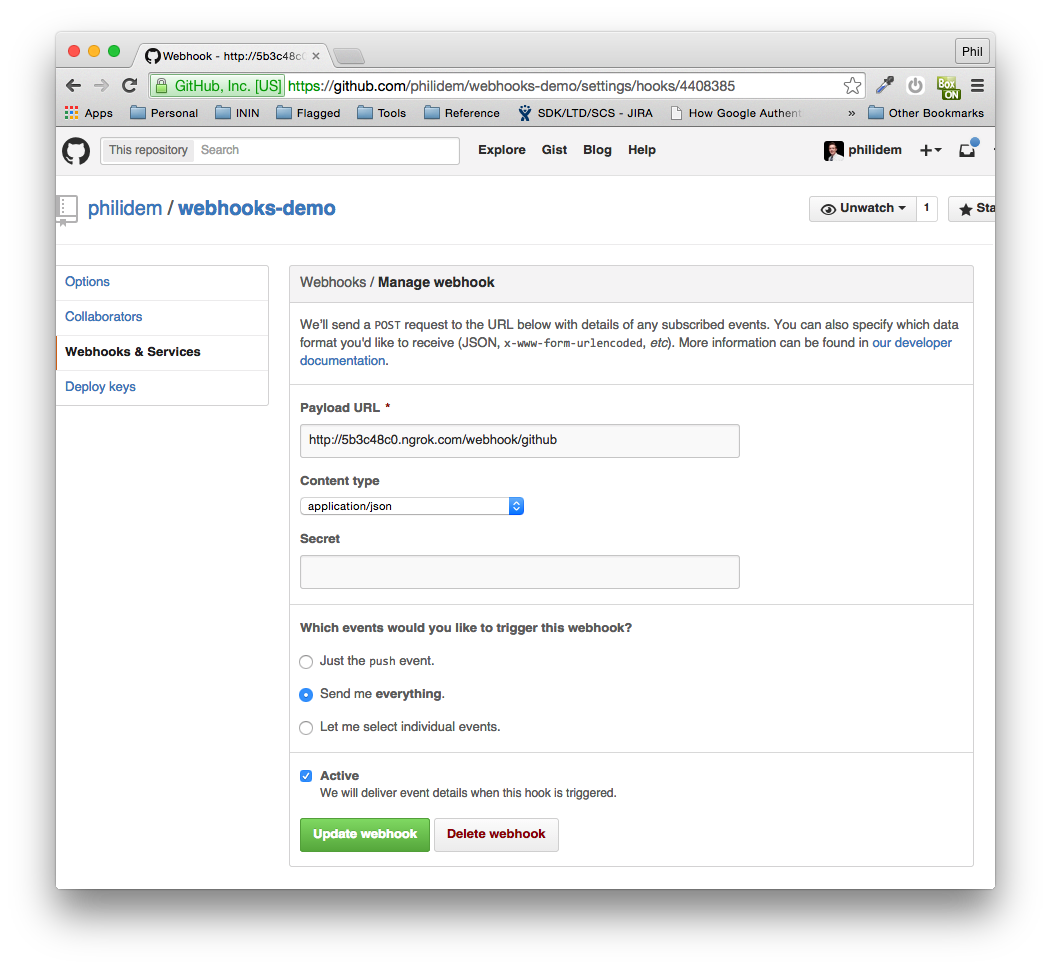 Webhook - http://5b3c48c0
Phil
GitHub, Inc. [US] https://github.com/philidem/webhooks-demo/settings/hooks/4408385
Box ON
Apps Personal ININ Flagged Tools Reference SDK/LTD/SCS - JIRA How Google Authent » Other Bookmarks
This repository Search Explore Gist Blog Help philidem
philidem / webhooks-demo Unwatch 1 Sta
Options
Collaborators
Webhooks & Services
Deploy keys
Webhooks / Manage webhook
We'll send a POST request to the URL below with details of any subscribed events. You can also specify which data
format you'd like to receive (JSON, x-www-form-urlencoded, etc). More information can be found in our developer
documentation.
Payload URL *
http://5b3c48c0.ngrok.com/webhook/github
Content type
application/json
Secret
Which events would you like to trigger this webhook?
Just the push event.
Send me everything.
Let me select individual events.
Active
We will deliver event details when this hook is triggered.
Update webhook Delete webhook